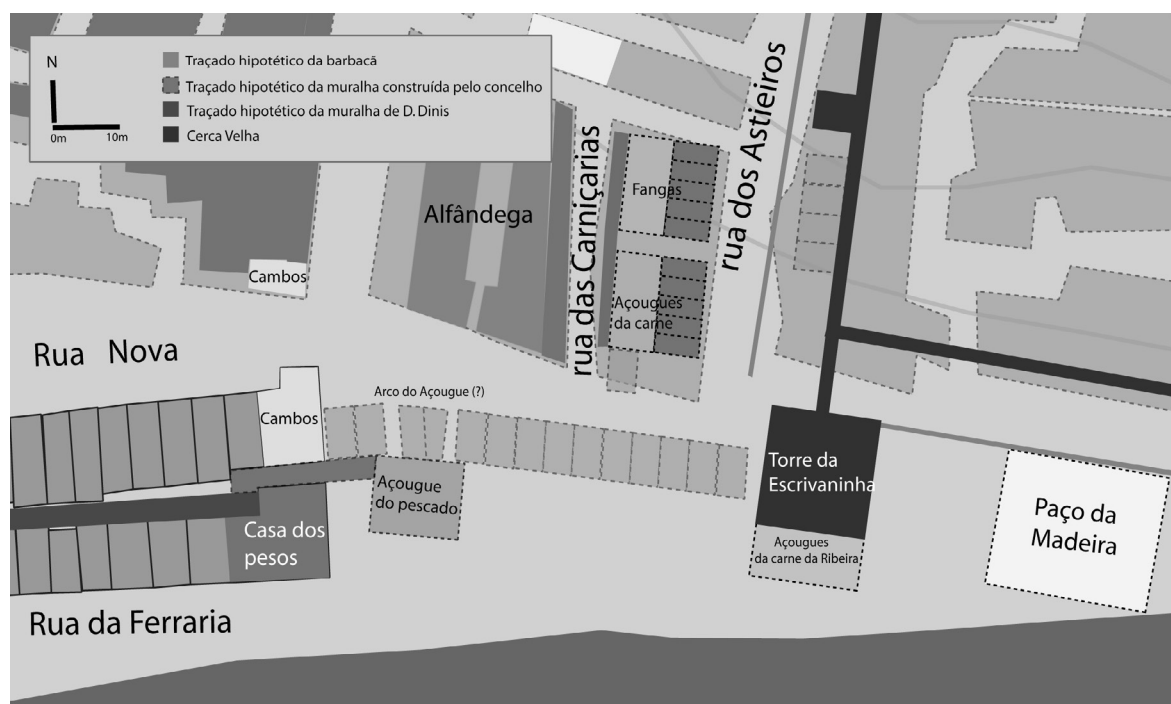 N
0m 10m
Traçado hipotético da barbacã
Traçado hipotético da muralha construída pelo concelho
Traçado hipotético da muralha de D. Dinis
Cerca Velha
rua dos Astieiros
rua das Carniçarias
Fangas
Alfândega
Cambos
Açougues
da carne
Rua Nova
Arco do Açougue (?)
Cambos
Torre da
Escrivaninha
Açougue
do pescado
Casa dos
pesos
Paço da
Madeira
Açougues
da carne da Ribeira
Rua da Ferraria